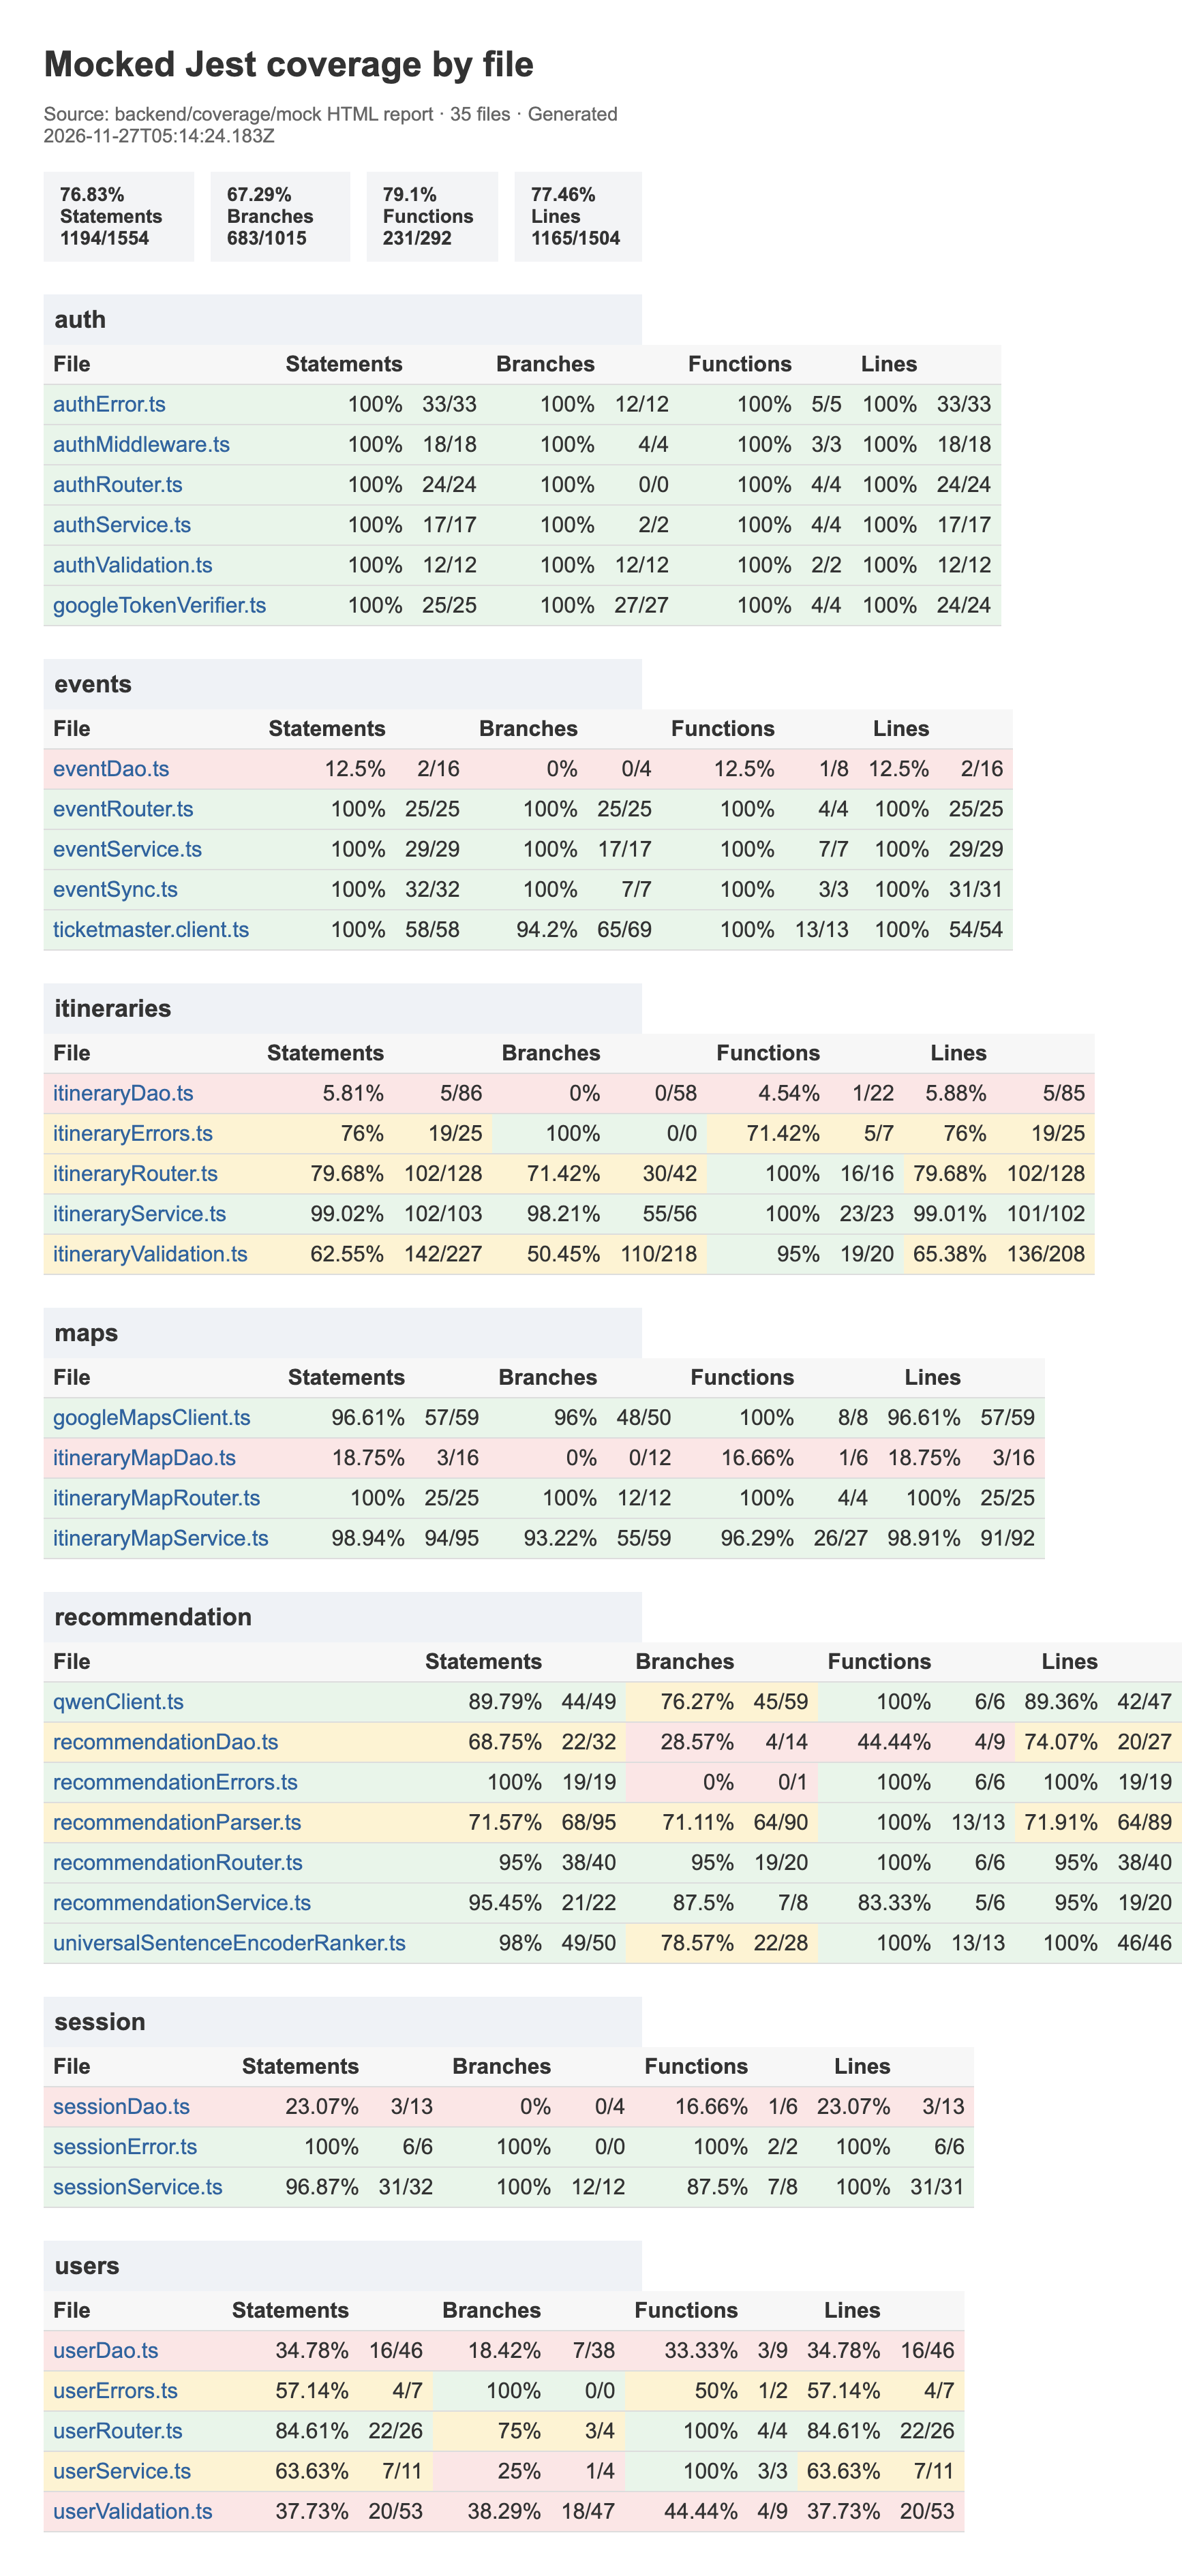 Mocked Jest coverage by file
Source: backend/coverage/mock HTML report · 35 files · Generated
2026-11-27T05:14:24.183Z
76.83% 67.29% 79.1% 77.46%
Statements Branches Functions Lines
1194/1554 683/1015 231/292 1165/1504
auth
File Statements Branches Functions Lines
authError.ts 100% 33/33 100% 12/12 100% 5/5 100% 33/33
authMiddleware.ts 100% 18/18 100% 4/4 100% 3/3 100% 18/18
authRouter.ts 100% 24/24 100% 0/0 100% 4/4 100% 24/24
authService.ts 100% 17/17 100% 2/2 100% 4/4 100% 17/17
authValidation.ts 100% 12/12 100% 12/12 100% 2/2 100% 12/12
googleTokenVerifier.ts 100% 25/25 100% 27/27 100% 4/4 100% 24/24
events
File Statements Branches Functions Lines
eventDao.ts 12.5% 2/16 0% 0/4 12.5% 1/8 12.5% 2/16
eventRouter.ts 100% 25/25 100% 25/25 100% 4/4 100% 25/25
eventService.ts 100% 29/29 100% 17/17 100% 7/7 100% 29/29
eventSync.ts 100% 32/32 100% 7/7 100% 3/3 100% 31/31
ticketmaster.client.ts 100% 58/58 94.2% 65/69 100% 13/13 100% 54/54
itineraries
File Statements Branches Functions Lines
itineraryDao.ts 5.81% 5/86 0% 0/58 4.54% 1/22 5.88% 5/85
itineraryErrors.ts 76% 19/25 100% 0/0 71.42% 5/7 76% 19/25
itineraryRouter.ts 79.68% 102/128 71.42% 30/42 100% 16/16 79.68% 102/128
itineraryService.ts 99.02% 102/103 98.21% 55/56 100% 23/23 99.01% 101/102
itineraryValidation.ts 62.55% 142/227 50.45% 110/218 95% 19/20 65.38% 136/208
maps
File Statements Branches Functions Lines
googleMapsClient.ts 96.61% 57/59 96% 48/50 100% 8/8 96.61% 57/59
itineraryMapDao.ts 18.75% 3/16 0% 0/12 16.66% 1/6 18.75% 3/16
itineraryMapRouter.ts 100% 25/25 100% 12/12 100% 4/4 100% 25/25
itineraryMapService.ts 98.94% 94/95 93.22% 55/59 96.29% 26/27 98.91% 91/92
recommendation
File Statements Branches Functions Lines
qwenClient.ts 89.79% 44/49 76.27% 45/59 100% 6/6 89.36% 42/47
recommendationDao.ts 68.75% 22/32 28.57% 4/14 44.44% 4/9 74.07% 20/27
recommendationErrors.ts 100% 19/19 0% 0/1 100% 6/6 100% 19/19
recommendationParser.ts 71.57% 68/95 71.11% 64/90 100% 13/13 71.91% 64/89
recommendationRouter.ts 95% 38/40 95% 19/20 100% 6/6 95% 38/40
recommendationService.ts 95.45% 21/22 87.5% 7/8 83.33% 5/6 95% 19/20
universalSentenceEncoderRanker.ts 98% 49/50 78.57% 22/28 100% 13/13 100% 46/46
session
File Statements Branches Functions Lines
sessionDao.ts 23.07% 3/13 0% 0/4 16.66% 1/6 23.07% 3/13
sessionError.ts 100% 6/6 100% 0/0 100% 2/2 100% 6/6
sessionService.ts 96.87% 31/32 100% 12/12 87.5% 7/8 100% 31/31
users
File Statements Branches Functions Lines
userDao.ts 34.78% 16/46 18.42% 7/38 33.33% 3/9 34.78% 16/46
userErrors.ts 57.14% 4/7 100% 0/0 50% 1/2 57.14% 4/7
userRouter.ts 84.61% 22/26 75% 3/4 100% 4/4 84.61% 22/26
userService.ts 63.63% 7/11 25% 1/4 100% 3/3 63.63% 7/11
userValidation.ts 37.73% 20/53 38.29% 18/47 44.44% 4/9 37.73% 20/53